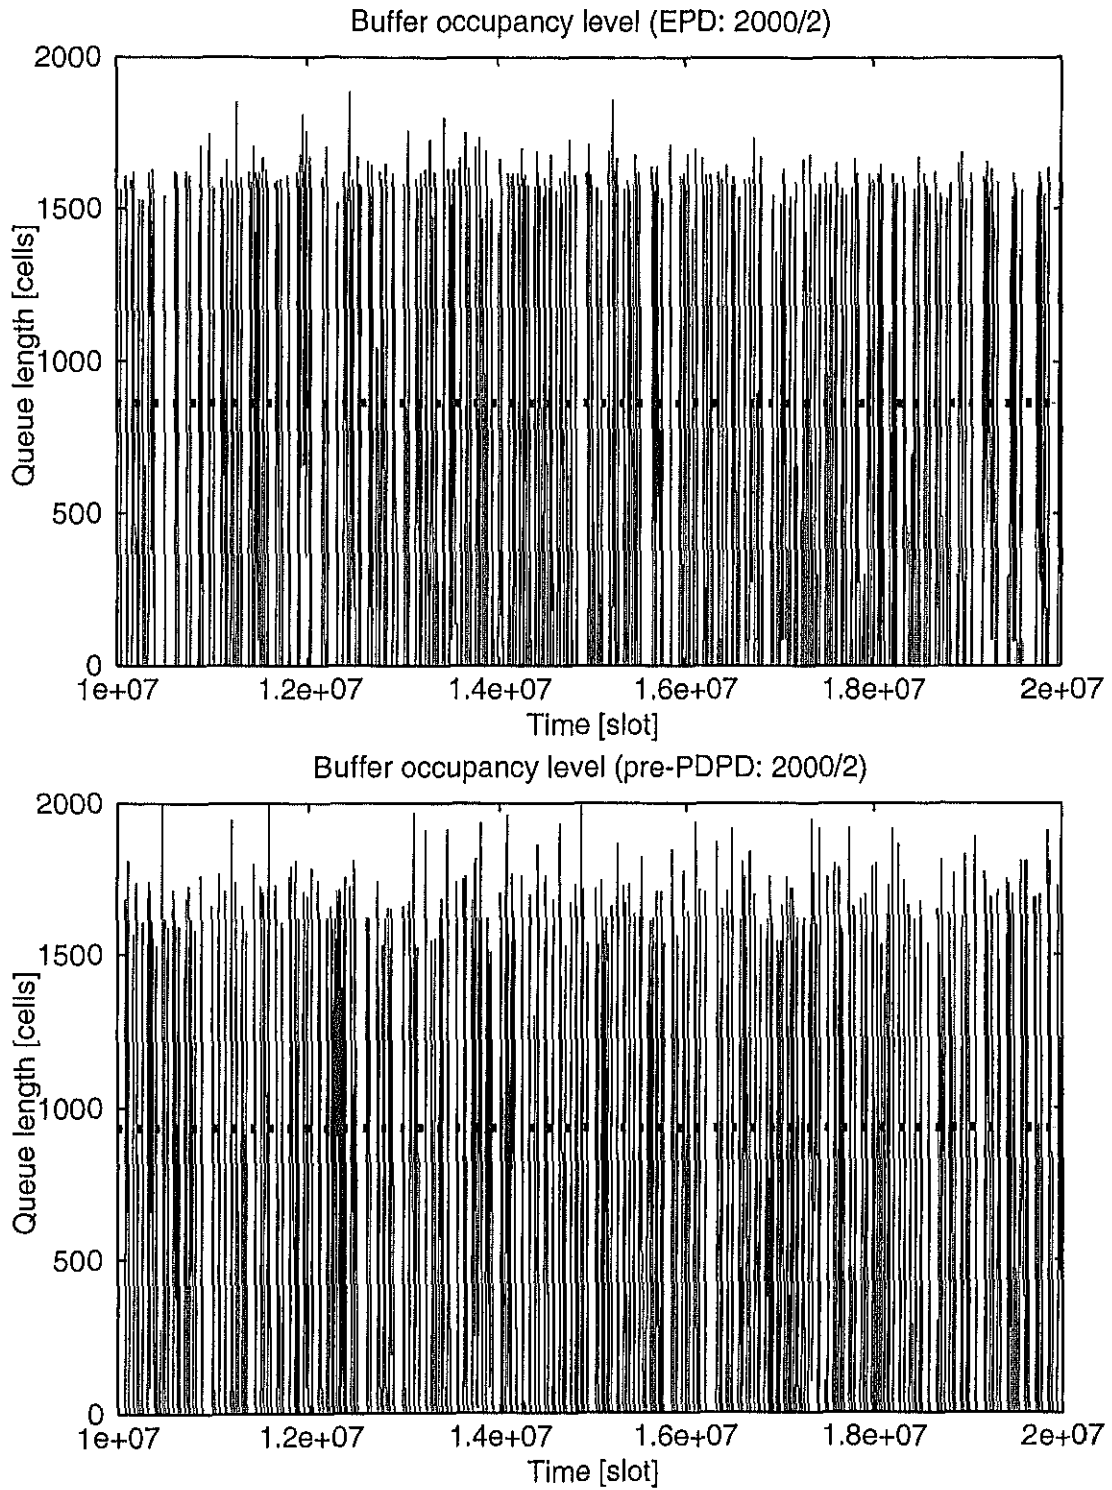 Buffer occupancy level (EPD: 2000/2)
2000
1500
1000
500
0
Queue length [cells]
1e+07 1.2e+07 1.4e+07 1.6e+07 1.8e+07 2e+07
Time [slot]
Buffer occupancy level (pre-PDPD: 2000/2)
2000
1500
1000
500
0
Queue length [cells]
1e+07 1.2e+07 1.4e+07 1.6e+07 1.8e+07 2e+07
Time [slot]